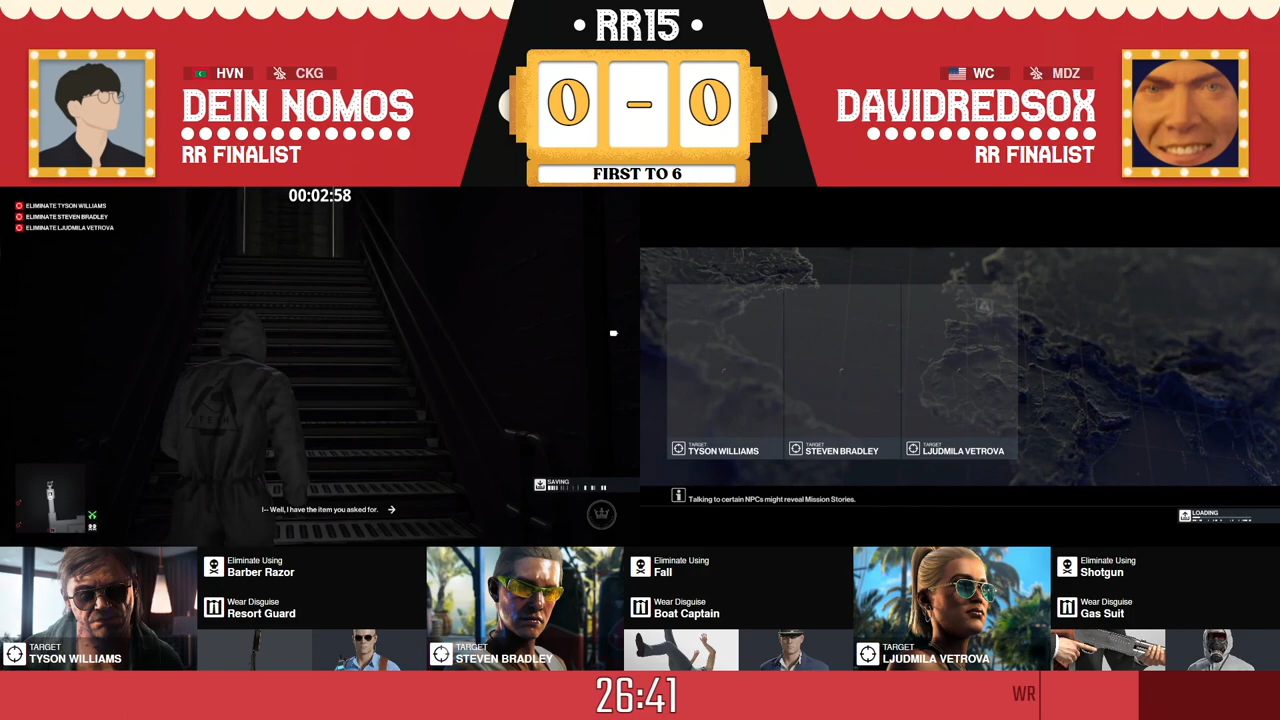 • RR15 •
HVN
CKG
DEIN NOMOS
RR FINALIST
0 – 0
FIRST TO 6
WC
MDZ
DAVIDREDSOX
RR FINALIST
00:02:58
ELIMINATE TYSON WILLIAMS
ELIMINATE STEVEN BRADLEY
ELIMINATE LJUDMILA VETROVA
SAVING
I-- Well, I have the item you asked for.
TARGET
TYSON WILLIAMS
TARGET
STEVEN BRADLEY
TARGET
LJUDMILA VETROVA
Talking to certain NPCs might reveal Mission Stories.
LOADING
Eliminate Using
Barber Razor
Wear Disguise
Resort Guard
TARGET
TYSON WILLIAMS
Eliminate Using
Fall
Wear Disguise
Boat Captain
TARGET
STEVEN BRADLEY
Eliminate Using
Shotgun
Wear Disguise
Gas Suit
TARGET
LJUDMILA VETROVA
26:41
WR